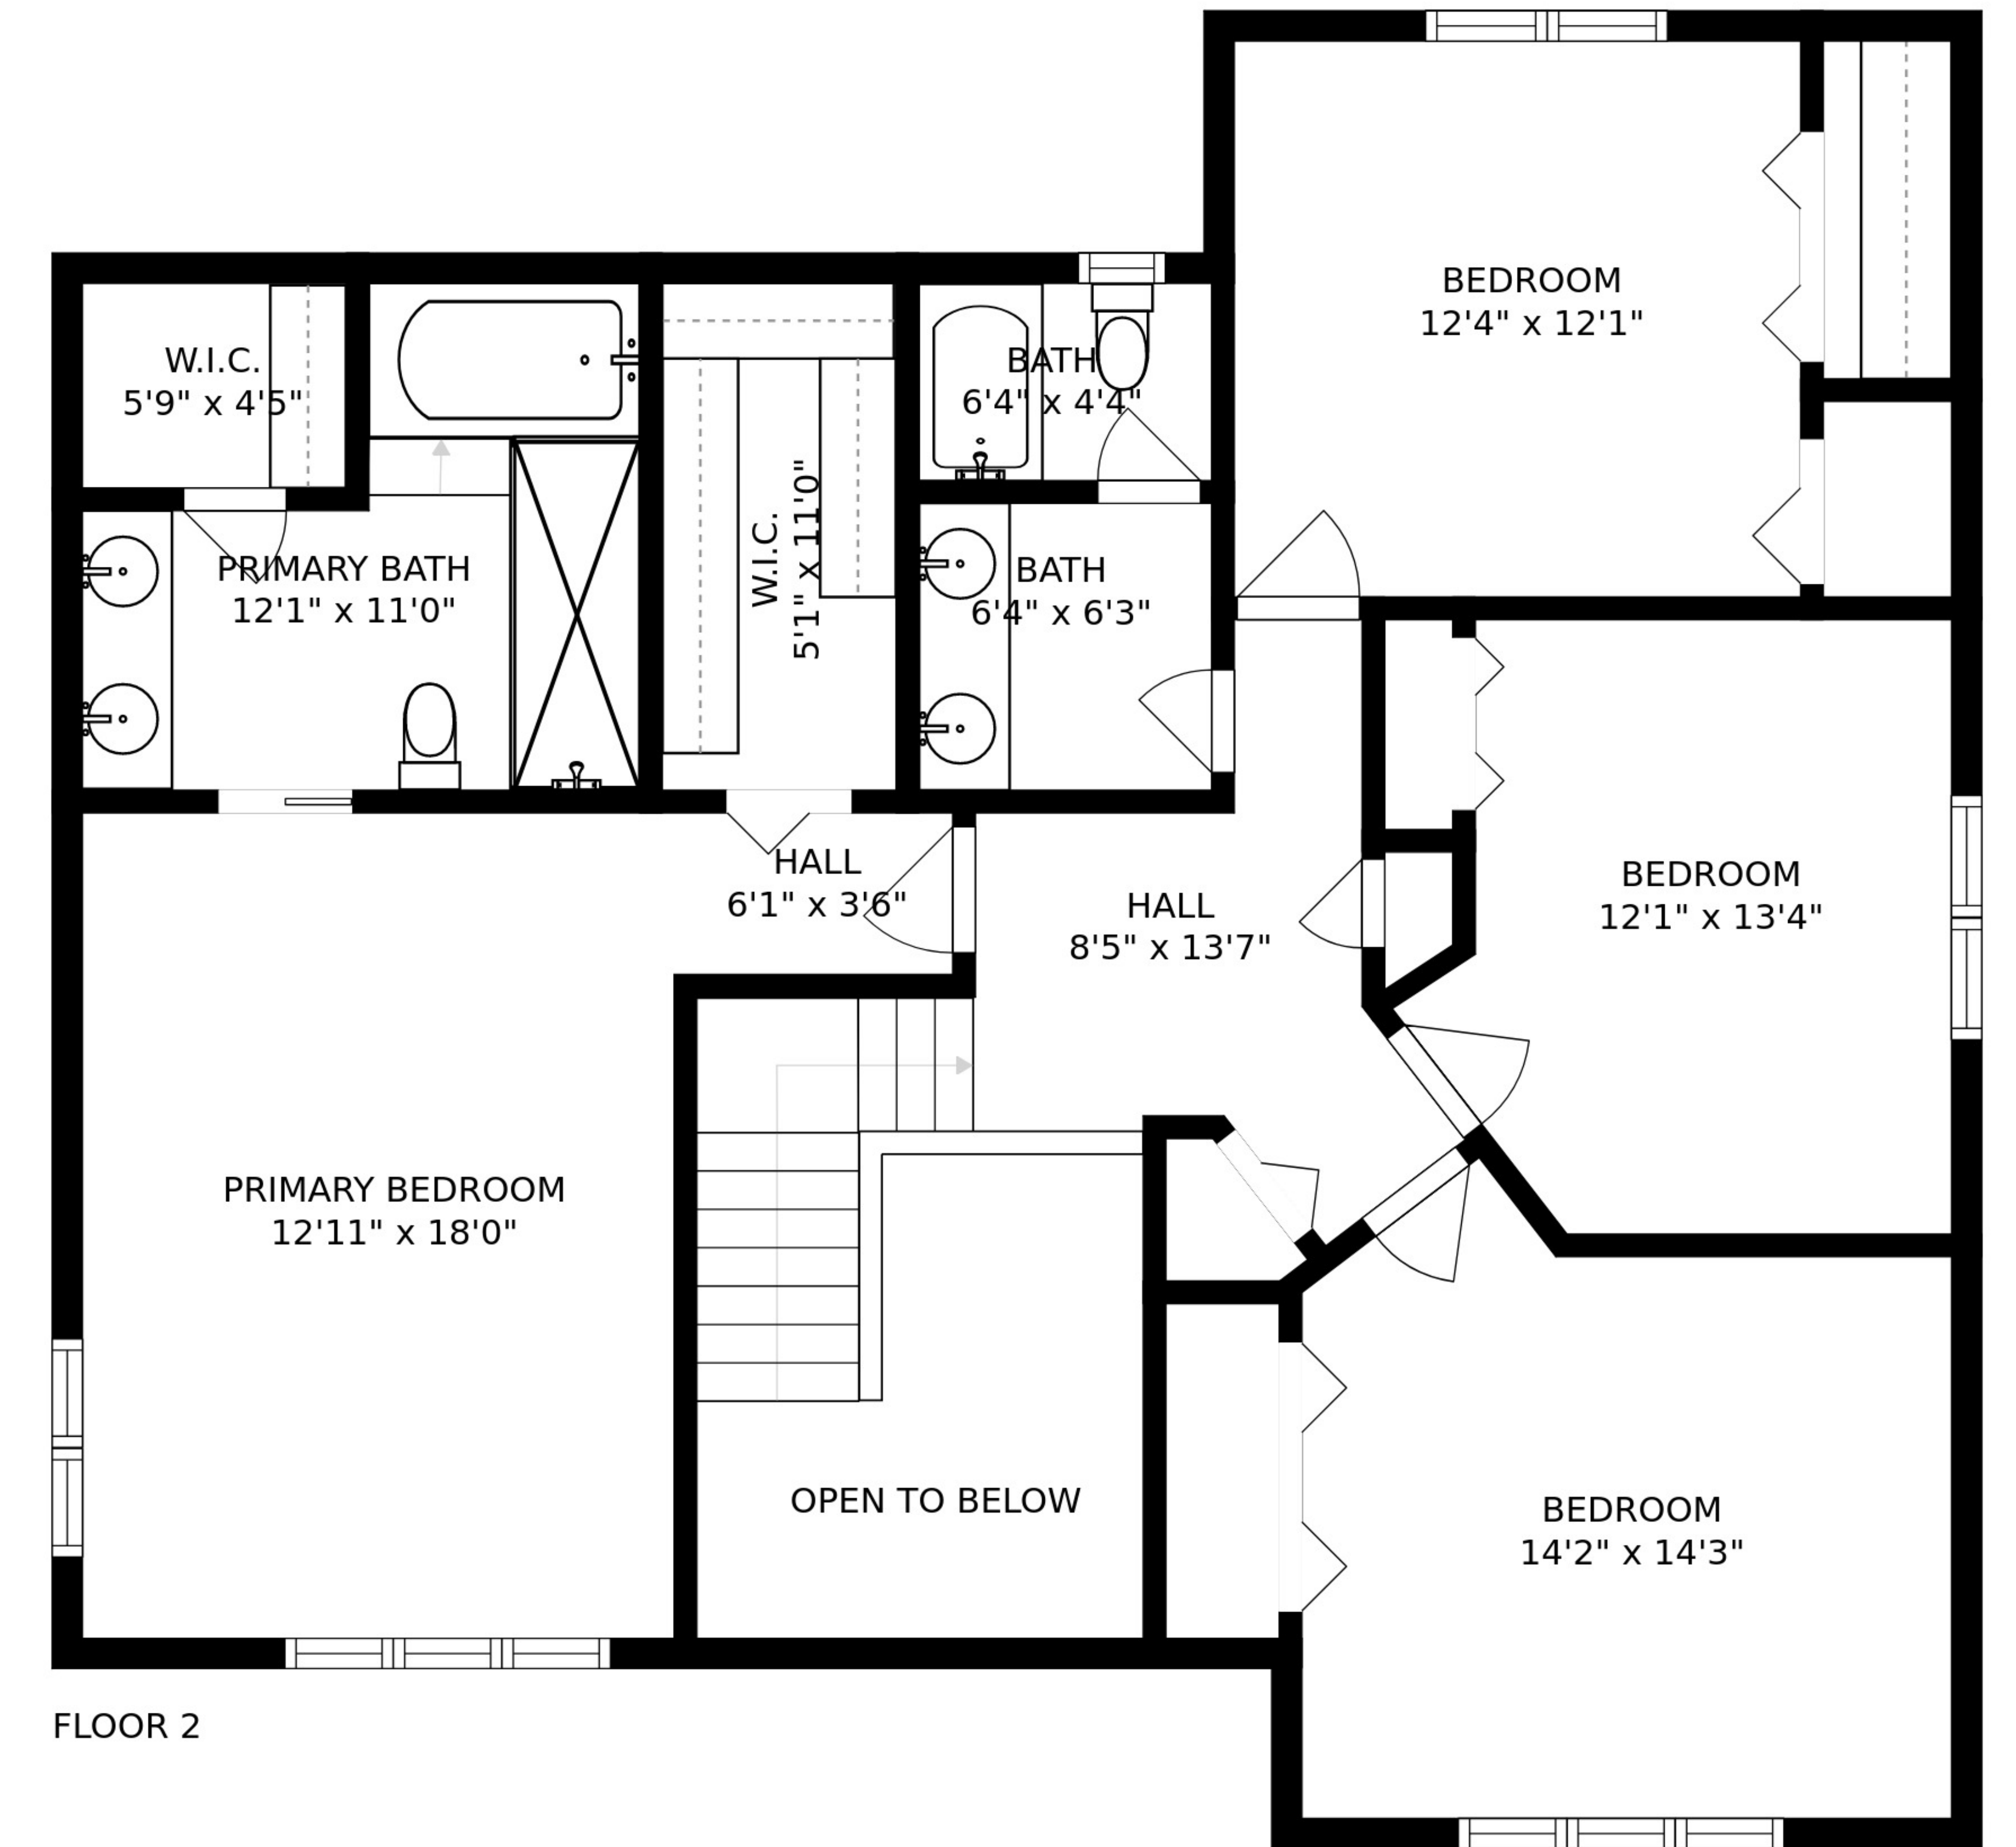 BEDROOM
12'4" x 12'1"
W.I.C.
5'9" x 4'5"
BATH
6'4" x 4'4"
PRIMARY BATH
12'1" x 11'0"
W.I.C.
5'1" x 11'0"
BATH
6'4" x 6'3"
HALL
6'1" x 3'6"
HALL
8'5" x 13'7"
BEDROOM
12'1" x 13'4"
PRIMARY BEDROOM
12'11" x 18'0"
OPEN TO BELOW
BEDROOM
14'2" x 14'3"
FLOOR 2